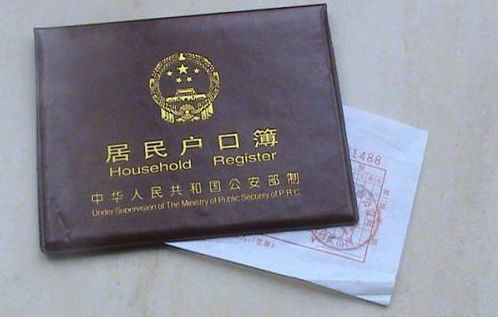 居民户口簿
Household Register
中华人民共和国公安部制
Under Supervision of The Ministry of Public Security of P.R.C.
1488